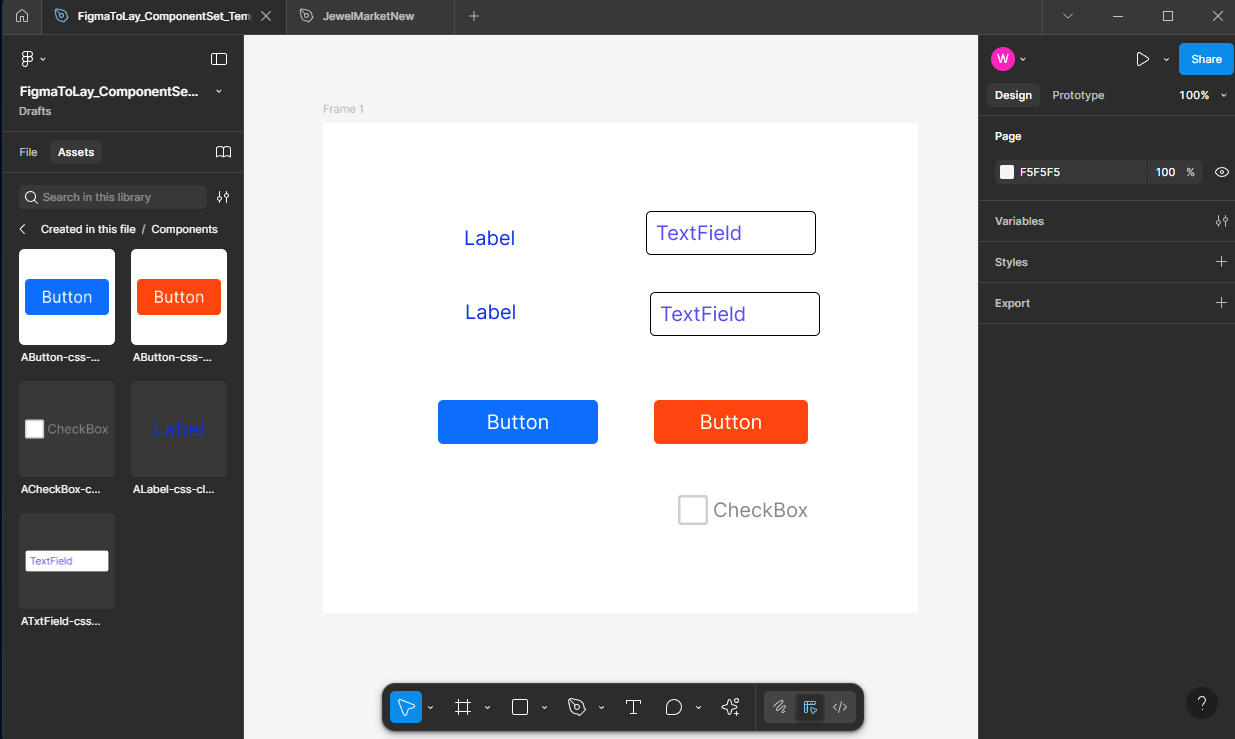 FigmaToLay_ComponentSet_Tem
JewelMarketNew
FigmaToLay_ComponentSe...
Drafts
File
Assets
Search in this library
Created in this file / Components
Button
Button
AButton-css-...
AButton-css-...
CheckBox
Label
ACheckBox-c...
ALabel-css-cl...
TextField
ATxtField-css...
Frame 1
Label
TextField
Label
TextField
Button
Button
CheckBox
W
Share
Design
Prototype
100%
Page
F5F5F5
100 %
Variables
Styles
Export
?